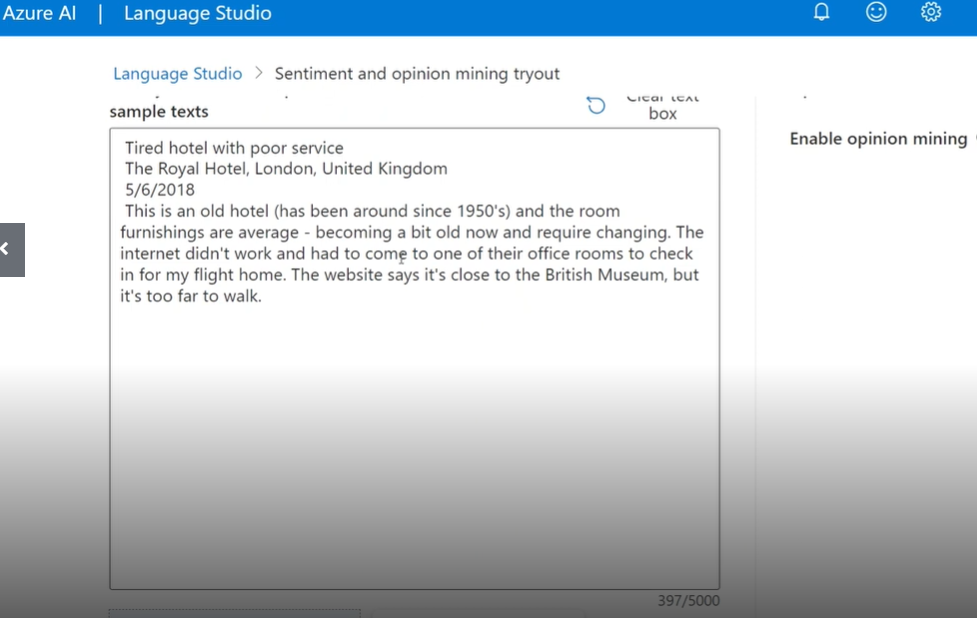 Azure AI | Language Studio
Language Studio > Sentiment and opinion mining tryout
sample texts
Clear text
box
Enable opinion mining
Tired hotel with poor service
The Royal Hotel, London, United Kingdom
5/6/2018
This is an old hotel (has been around since 1950's) and the room
furnishings are average - becoming a bit old now and require changing. The
internet didn't work and had to come to one of their office rooms to check
in for my flight home. The website says it's close to the British Museum, but
it's too far to walk.
397/5000